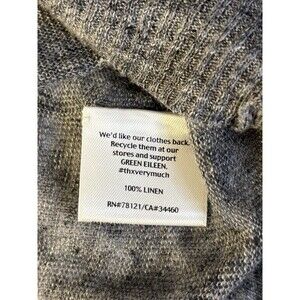 We'd like our clothes back.
Recycle them at our
stores and support
GREEN EILEEN.
#thxverymuch
100% LINEN
RN#78121/CA#34460